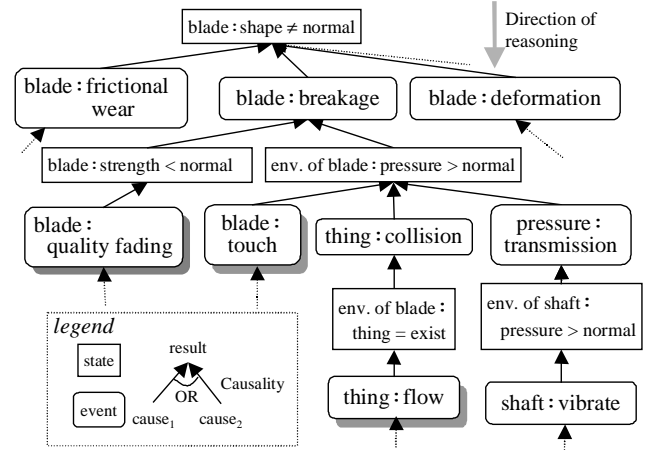 blade:shape ≠ normal
Direction of
reasoning
blade:frictional
wear
blade:breakage
blade:deformation
blade:strength < normal
env. of blade:pressure > normal
blade:
quality fading
blade:
touch
thing:collision
pressure:
transmission
env. of blade:
thing = exist
env. of shaft:
pressure > normal
thing:flow
shaft:vibrate
legend
state
result
Causality
OR
event
cause1
cause2